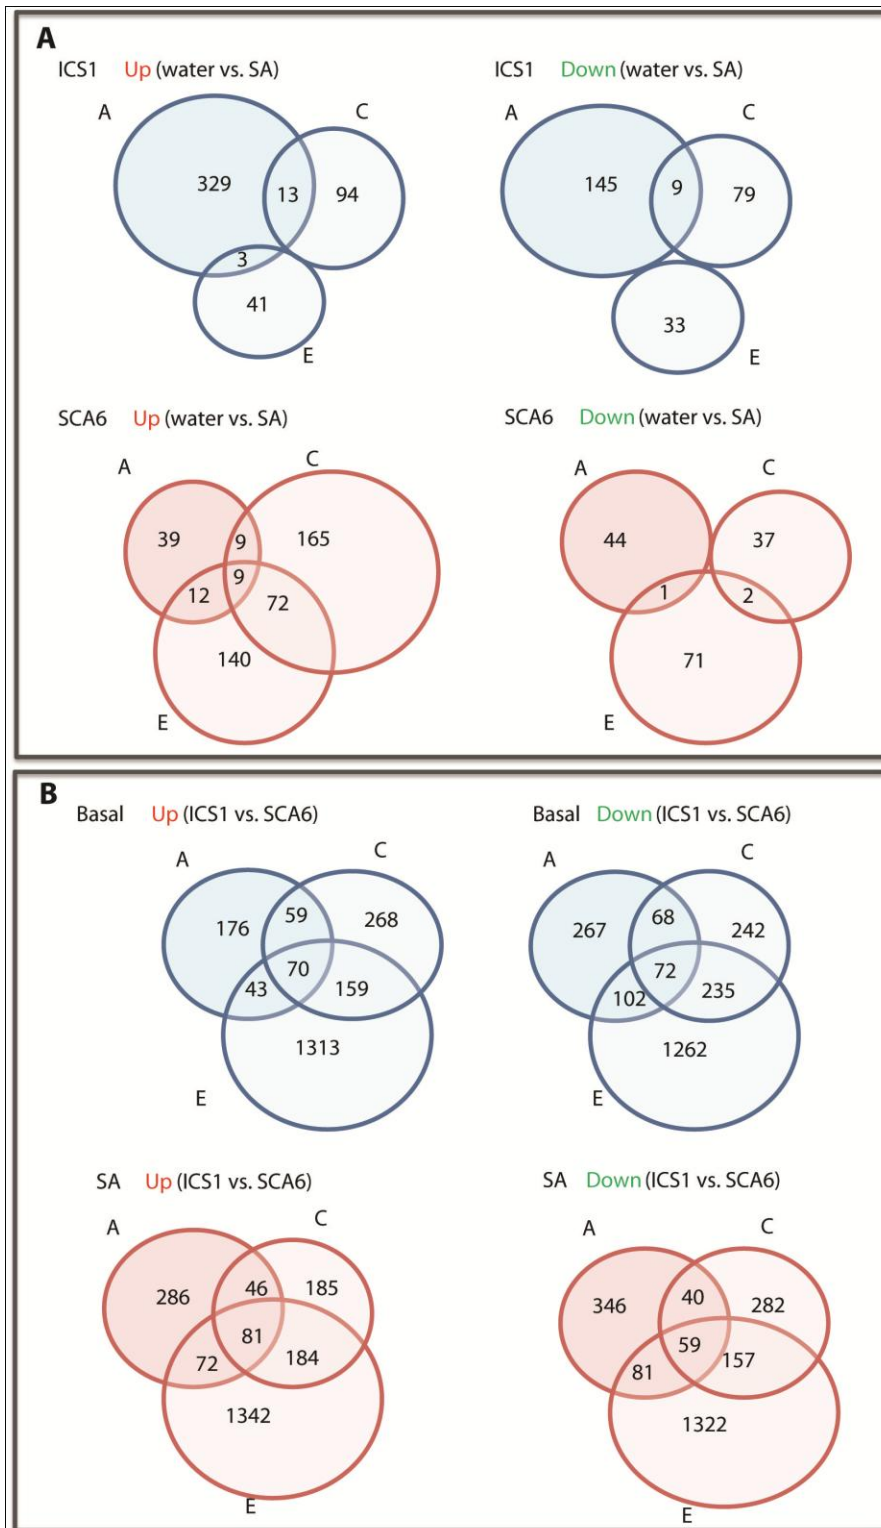 A
ICS1 Up (water vs. SA)
ICS1 Down (water vs. SA)
A
C
329
13
94
3
41
E
A
C
145
9
79
33
E
SCA6 Up (water vs. SA)
SCA6 Down (water vs. SA)
A
C
39
9
165
9
12
72
140
E
A
C
44
37
1
2
71
E
B
Basal Up (ICS1 vs. SCA6)
Basal Down (ICS1 vs. SCA6)
A
C
176
59
268
70
43
159
1313
E
A
C
267
68
242
72
102
235
1262
E
SA Up (ICS1 vs. SCA6)
SA Down (ICS1 vs. SCA6)
A
C
286
46
185
81
72
184
1342
E
A
C
346
40
282
59
81
157
1322
E